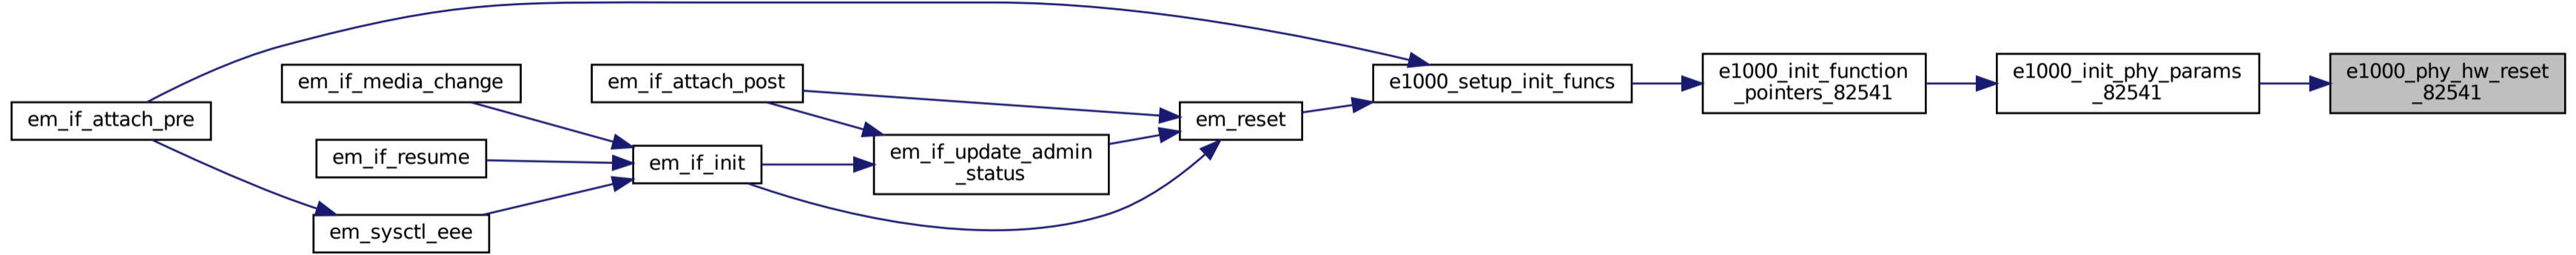 em_if_attach_pre
em_if_media_change
em_if_resume
em_sysctl_eee
em_if_attach_post
em_if_init
em_if_update_admin
_status
em_reset
e1000_setup_init_funcs
e1000_init_function
_pointers_82541
e1000_init_phy_params
_82541
e1000_phy_hw_reset
_82541